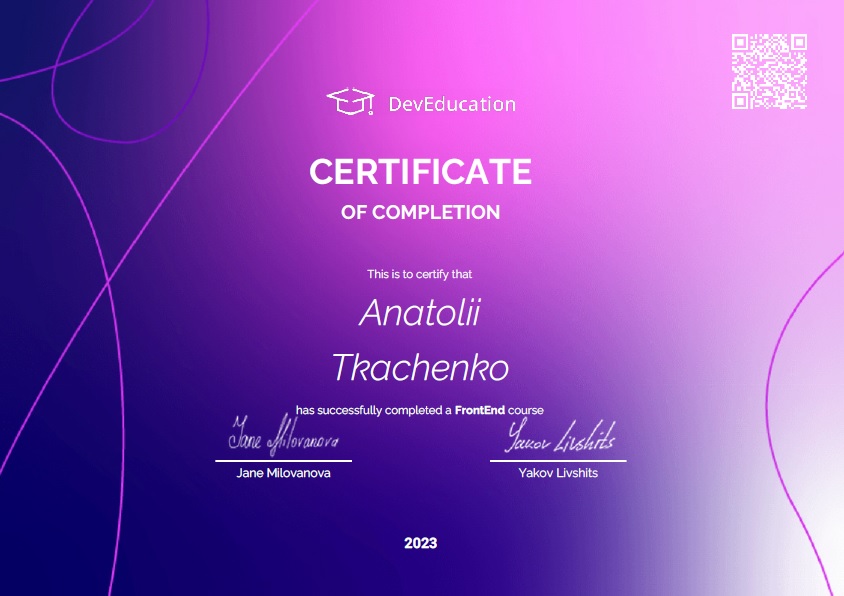 DevEducation
CERTIFICATE
OF COMPLETION
This is to certify that
Anatolii
Tkachenko
has successfully completed a FrontEnd course
Jane Milovanova
Yakov Livshits
Jane Milovanova
Yakov Livshits
2023